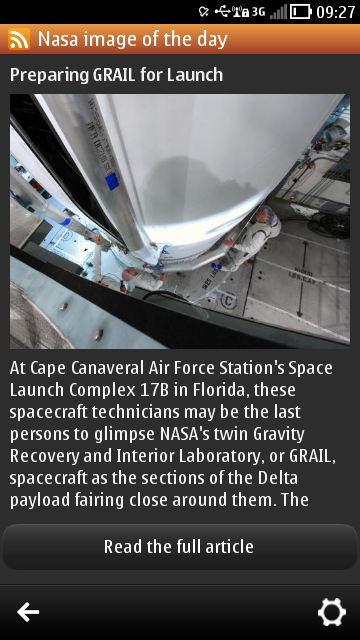 3G 09:27
Nasa image of the day
Preparing GRAIL for Launch
At Cape Canaveral Air Force Station's Space
Launch Complex 17B in Florida, these
spacecraft technicians may be the last
persons to glimpse NASA's twin Gravity
Recovery and Interior Laboratory, or GRAIL,
spacecraft as the sections of the Delta
payload fairing close around them. The
Read the full article